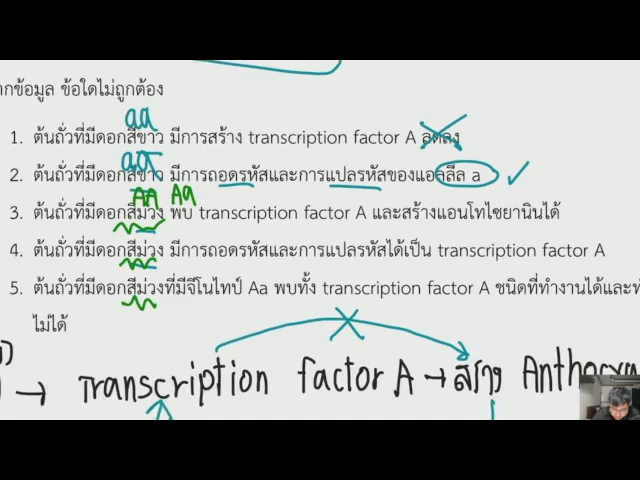 ากข้อมูล ข้อใดไม่ถูกต้อง
aa
1. ต้นถั่วที่มีดอกสีขาว มีการสร้าง transcription factor A ลดลง
aa
2. ต้นถั่วที่มีดอกสีขาว มีการถอดรหัสและการแปลรหัสของแอลลีล a
AA Aa
3. ต้นถั่วที่มีดอกสีม่วง พบ transcription factor A และสร้างแอนโทไซยานินได้
4. ต้นถั่วที่มีดอกสีม่วง มีการถอดรหัสและการแปลรหัสได้เป็น transcription factor A
5. ต้นถั่วที่มีดอกสีม่วงที่มีจีโนไทป์ Aa พบทั้ง transcription factor A ชนิดที่ทำงานได้และทำ
ไม่ได้
→ Transcription factor A → สร้าง Anthocya